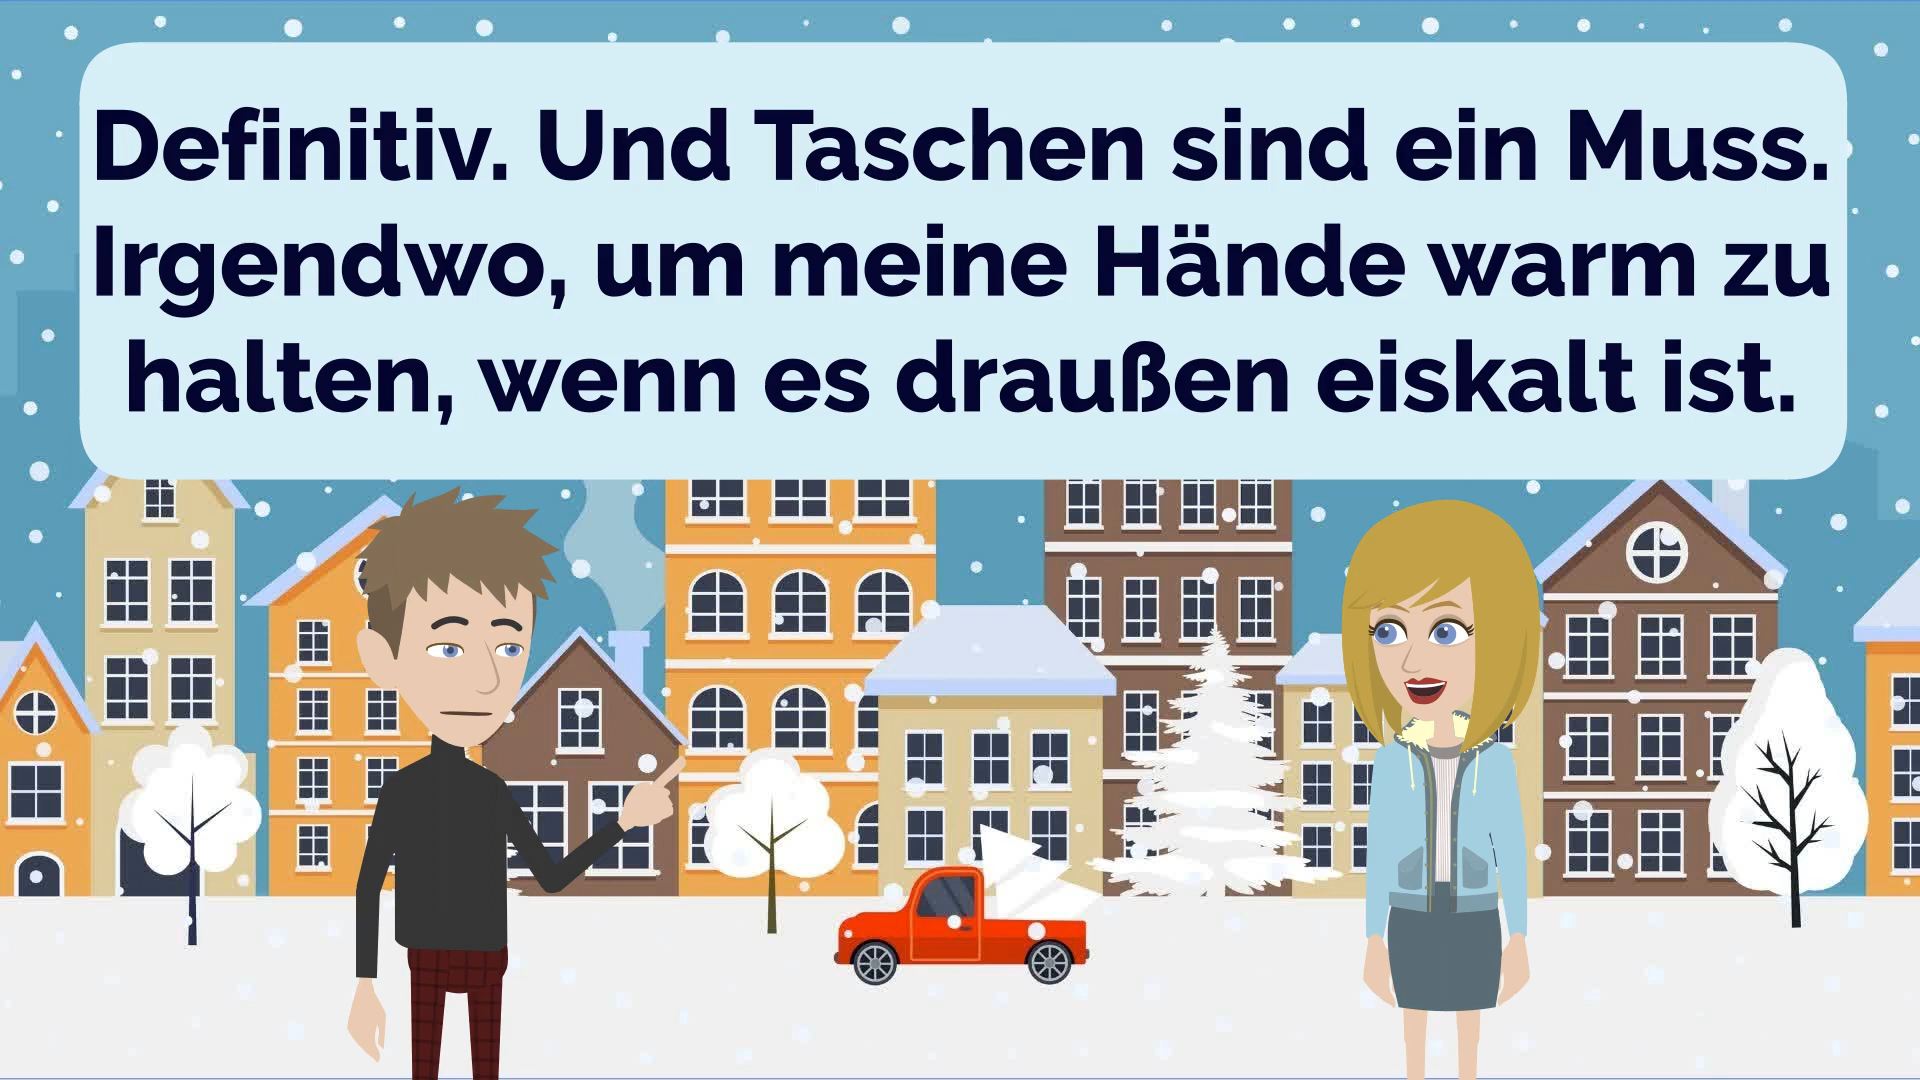 Definitiv. Und Taschen sind ein Muss.
Irgendwo, um meine Hände warm zu
halten, wenn es draußen eiskalt ist.